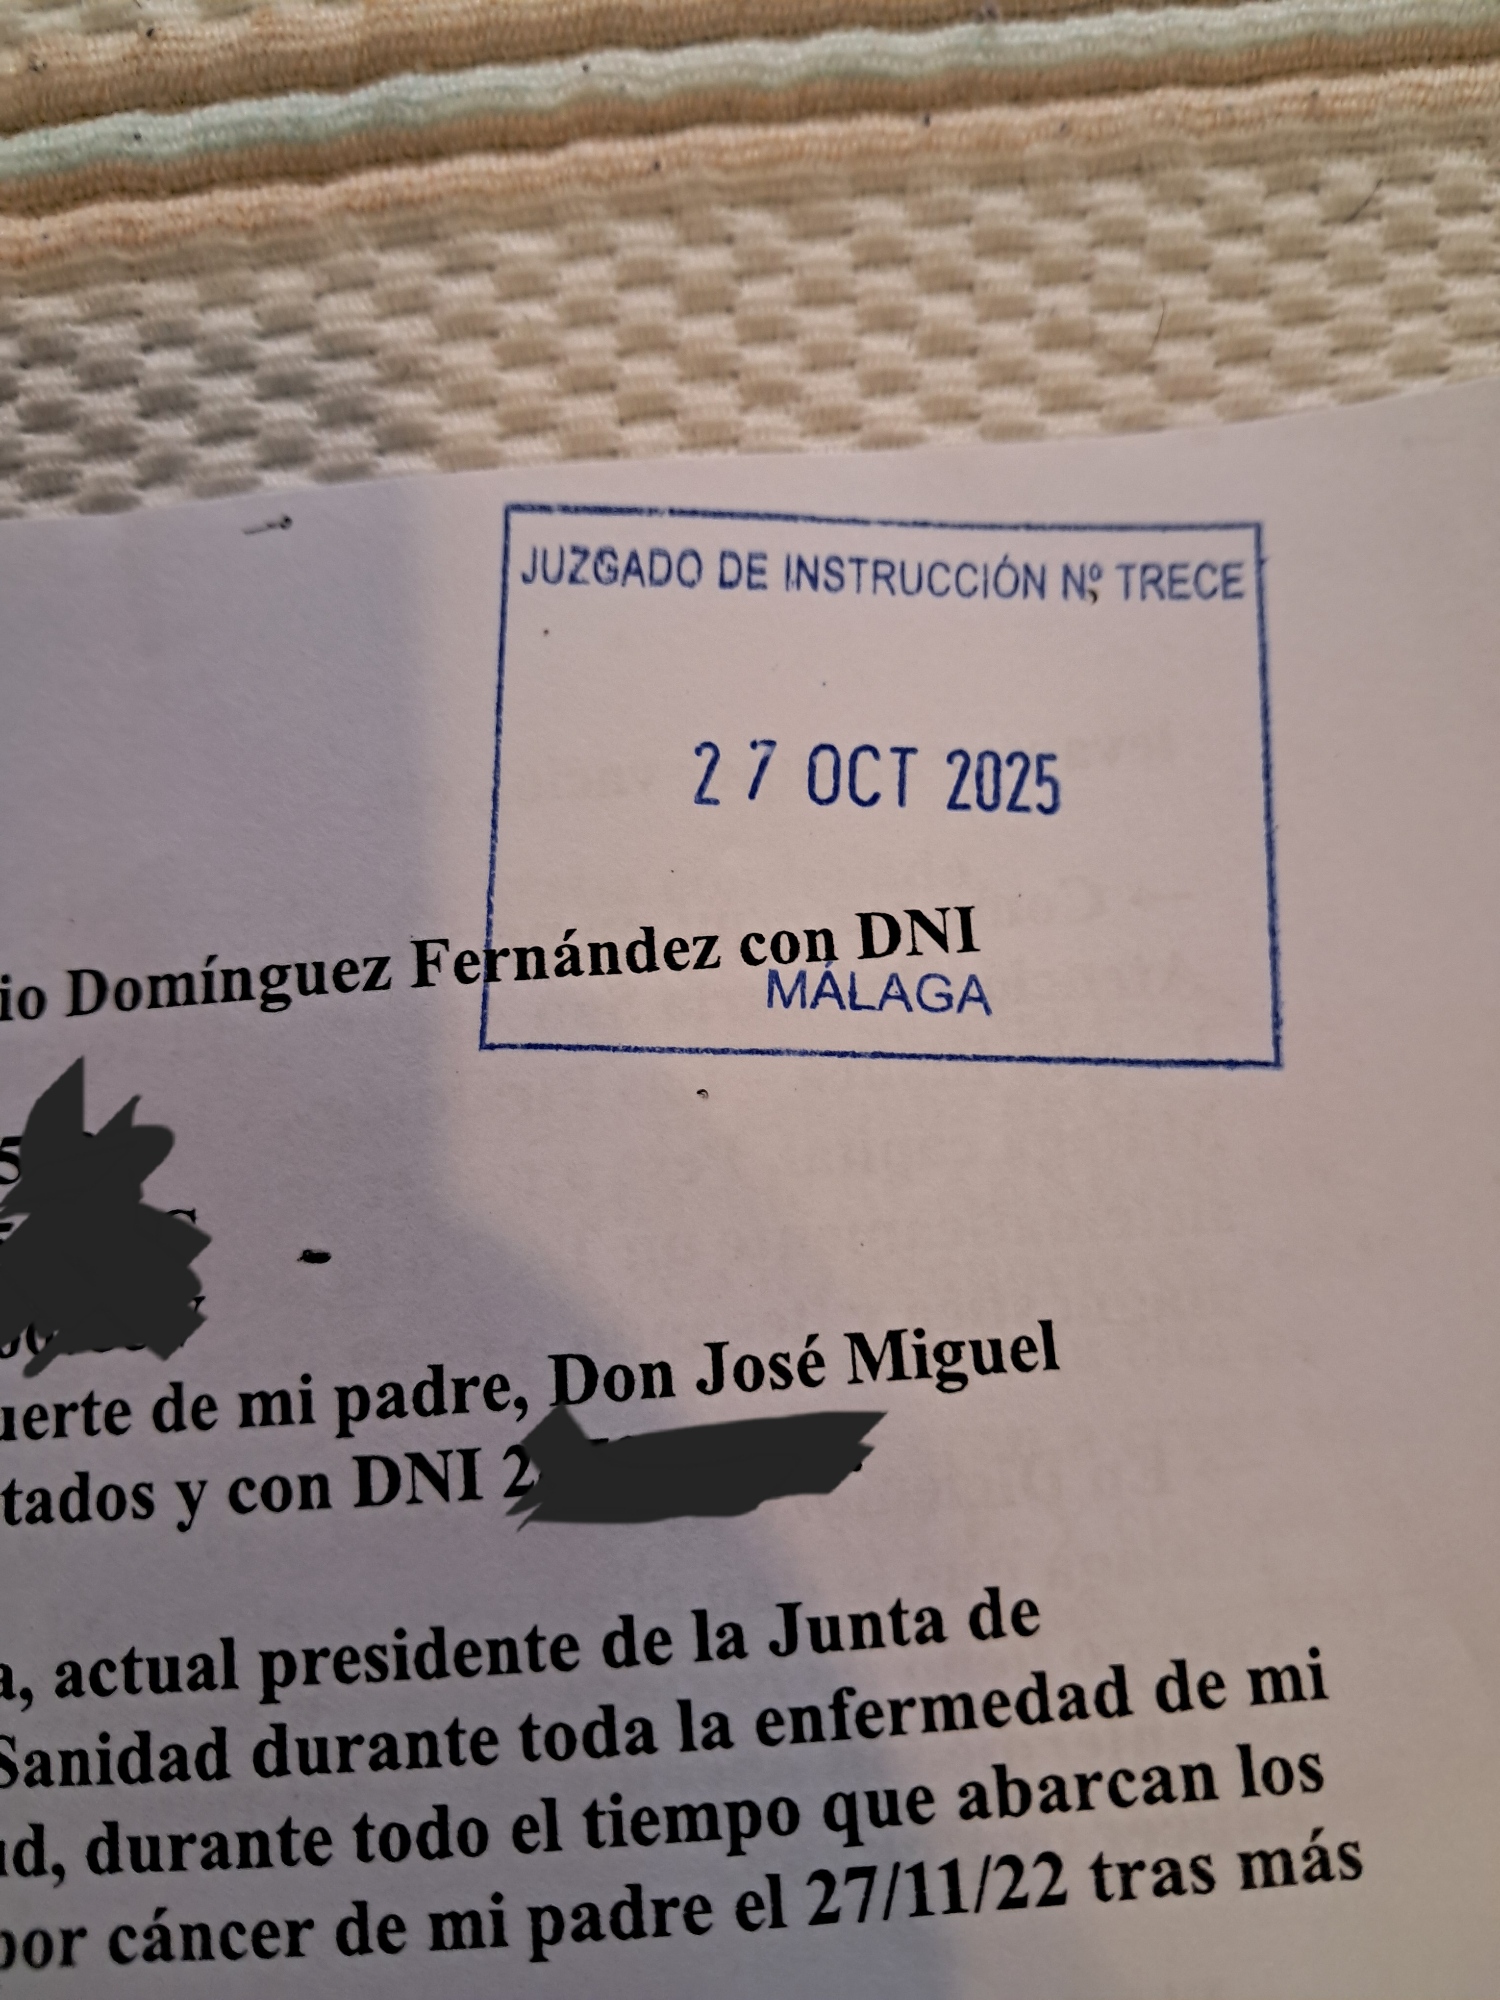 JUZGADO DE INSTRUCCIÓN Nº TRECE
27 OCT 2025
io Domínguez Fernández con DNI
MÁLAGA
5
uerte de mi padre, Don José Miguel
tados y con DNI 2
a, actual presidente de la Junta de
Sanidad durante toda la enfermedad de mi
ud, durante todo el tiempo que abarcan los
por cáncer de mi padre el 27/11/22 tras más